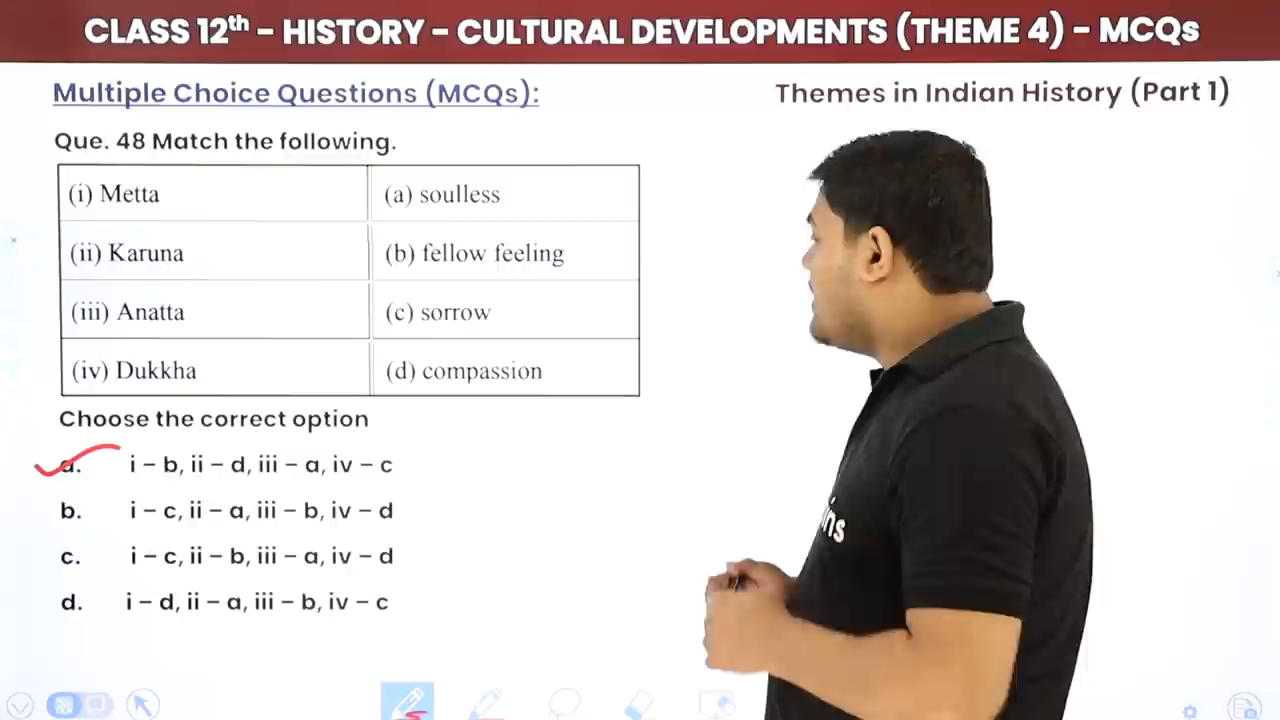 CLASS 12th – HISTORY – CULTURAL DEVELOPMENTS (THEME 4) – MCQs
Multiple Choice Questions (MCQs):
Themes in Indian History (Part 1)
Que. 48 Match the following.
(i) Metta (a) soulless
(ii) Karuna (b) fellow feeling
(iii) Anatta (c) sorrow
(iv) Dukkha (d) compassion
Choose the correct option
a. i – b, ii – d, iii – a, iv – c
b. i – c, ii – a, iii – b, iv – d
c. i – c, ii – b, iii – a, iv – d
d. i – d, ii – a, iii – b, iv – c